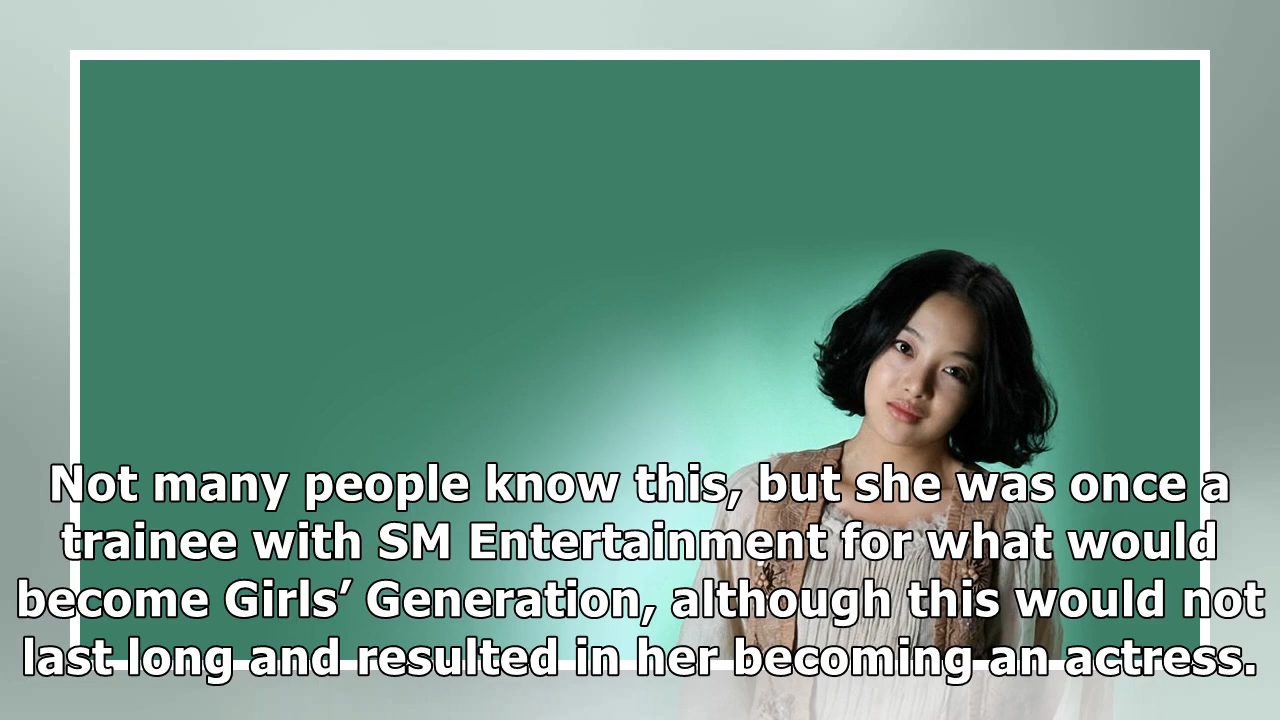 Not many people know this, but she was once a
trainee with SM Entertainment for what would
become Girls’ Generation, although this would not
last long and resulted in her becoming an actress.